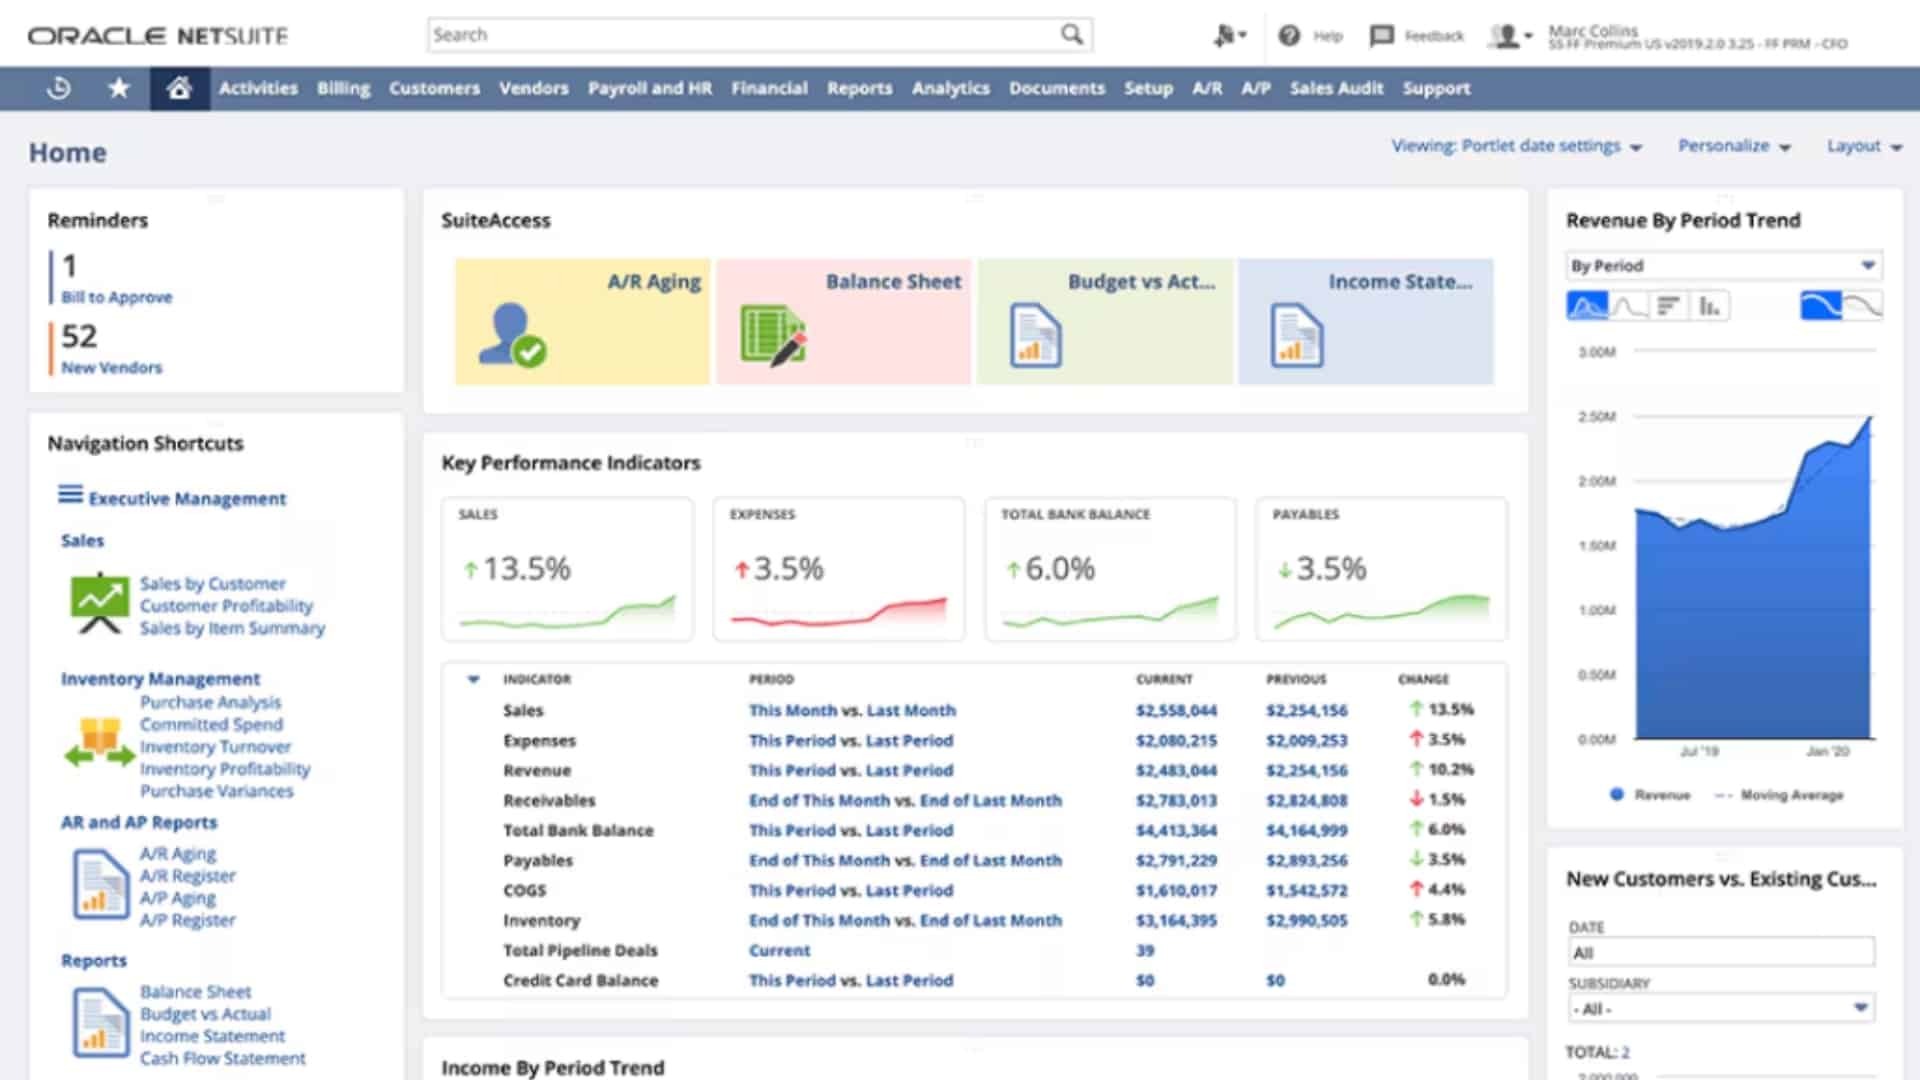 ORACLE NETSUITE
Search
Help
Feedback
Marc Collins
SS FF Premium US v2019.2.0 3.25 - FF PRM - CFO
Activities Billing Customers Vendors Payroll and HR Financial Reports Analytics Documents Setup A/R A/P Sales Audit Support
Home
Viewing: Portlet date settings
Personalize
Layout
Reminders
1
Bill to Approve
52
New Vendors
Navigation Shortcuts
Executive Management
Sales
Sales by Customer
Customer Profitability
Sales by Item Summary
Inventory Management
Purchase Analysis
Committed Spend
Inventory Turnover
Inventory Profitability
Purchase Variances
AR and AP Reports
A/R Aging
A/R Register
A/P Aging
A/P Register
Reports
Balance Sheet
Budget vs Actual
Income Statement
Cash Flow Statement
SuiteAccess
A/R Aging
Balance Sheet
Budget vs Act...
Income State...
Key Performance Indicators
SALES
13.5%
EXPENSES
3.5%
TOTAL BANK BALANCE
6.0%
PAYABLES
3.5%
INDICATOR PERIOD CURRENT PREVIOUS CHANGE
Sales This Month vs. Last Month $2,558,044 $2,254,156 13.5%
Expenses This Period vs. Last Period $2,080,215 $2,009,253 3.5%
Revenue This Period vs. Last Period $2,483,044 $2,254,156 10.2%
Receivables End of This Month vs. End of Last Month $2,783,013 $2,824,808 1.5%
Total Bank Balance This Period vs. Last Period $4,413,364 $4,164,999 6.0%
Payables End of This Month vs. End of Last Month $2,791,229 $2,893,256 3.5%
COGS This Period vs. Last Period $1,610,017 $1,542,572 4.4%
Inventory End of This Month vs. End of Last Month $3,164,395 $2,990,505 5.8%
Total Pipeline Deals Current 39
Credit Card Balance This Period vs. Last Period $0 $0 0.0%
Income By Period Trend
Revenue By Period Trend
By Period
3.00M
2.50M
2.00M
1.50M
1.00M
0.50M
0.00M
Jul '19 Jan '20
Revenue Moving Average
New Customers vs. Existing Cus...
DATE
All
SUBSIDIARY
- All -
TOTAL: 2